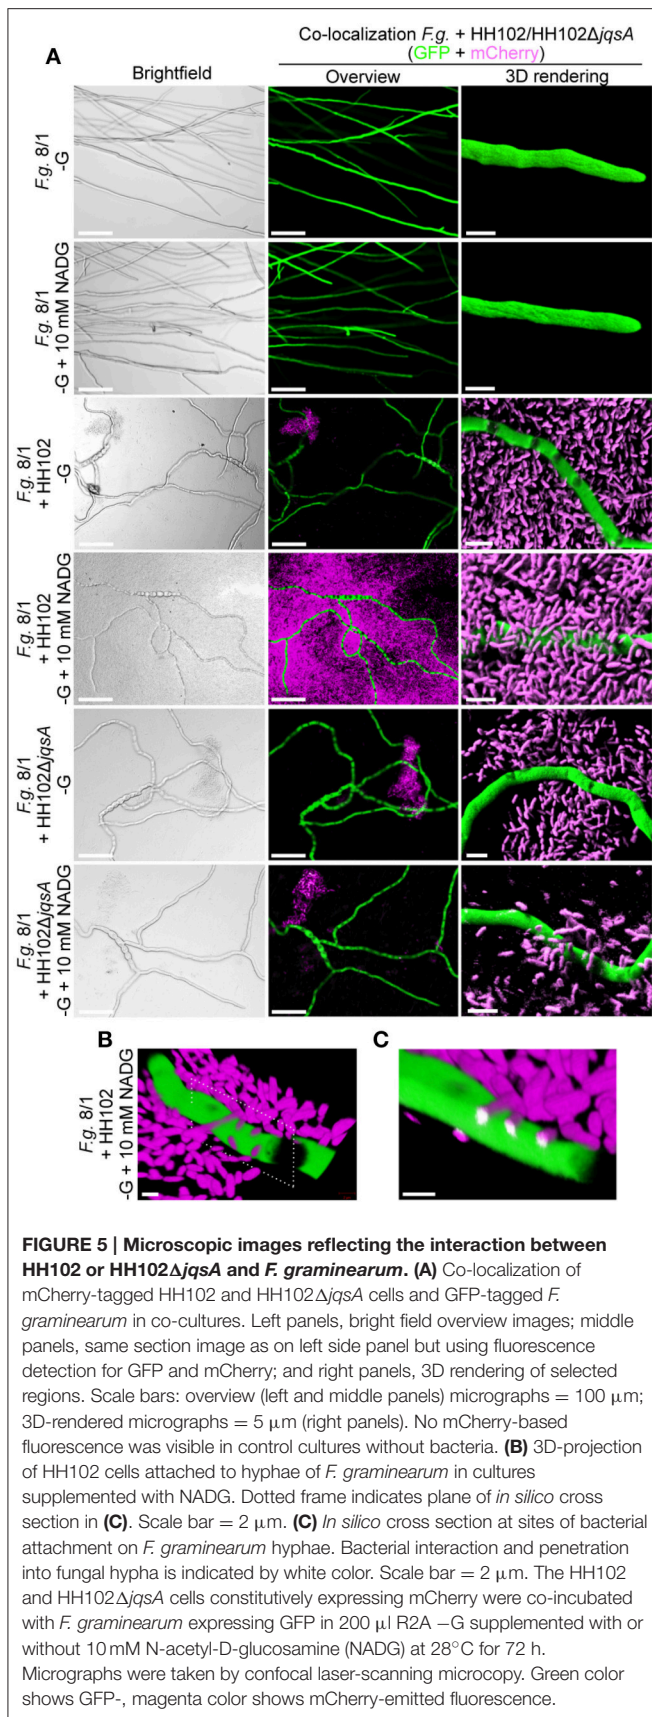 Co-localization F.g. + HH102/HH102ΔjqsA
(GFP + mCherry)
A
Brightfield
Overview
3D rendering
F.g. 8/1
-G
F.g. 8/1
-G + 10 mM NADG
F.g. 8/1
+ HH102
-G
F.g. 8/1
+ HH102
-G + 10 mM NADG
F.g. 8/1
+ HH102ΔjqsA
-G
F.g. 8/1
+ HH102ΔjqsA
-G + 10 mM NADG
B
C
F.g. 8/1
+ HH102
-G + 10 mM NADG
FIGURE 5 | Microscopic images reflecting the interaction between
HH102 or HH102ΔjqsA and F. graminearum. (A) Co-localization of
mCherry-tagged HH102 and HH102ΔjqsA cells and GFP-tagged F.
graminearum in co-cultures. Left panels, bright field overview images; middle
panels, same section image as on left side panel but using fluorescence
detection for GFP and mCherry; and right panels, 3D rendering of selected
regions. Scale bars: overview (left and middle panels) micrographs = 100 μm;
3D-rendered micrographs = 5 μm (right panels). No mCherry-based
fluorescence was visible in control cultures without bacteria. (B) 3D-projection
of HH102 cells attached to hyphae of F. graminearum in cultures
supplemented with NADG. Dotted frame indicates plane of in silico cross
section in (C). Scale bar = 2 μm. (C) In silico cross section at sites of bacterial
attachment on F. graminearum hyphae. Bacterial interaction and penetration
into fungal hypha is indicated by white color. Scale bar = 2 μm. The HH102
and HH102ΔjqsA cells constitutively expressing mCherry were co-incubated
with F. graminearum expressing GFP in 200 μl R2A −G supplemented with or
without 10 mM N-acetyl-D-glucosamine (NADG) at 28°C for 72 h.
Micrographs were taken by confocal laser-scanning microcopy. Green color
shows GFP-, magenta color shows mCherry-emitted fluorescence.